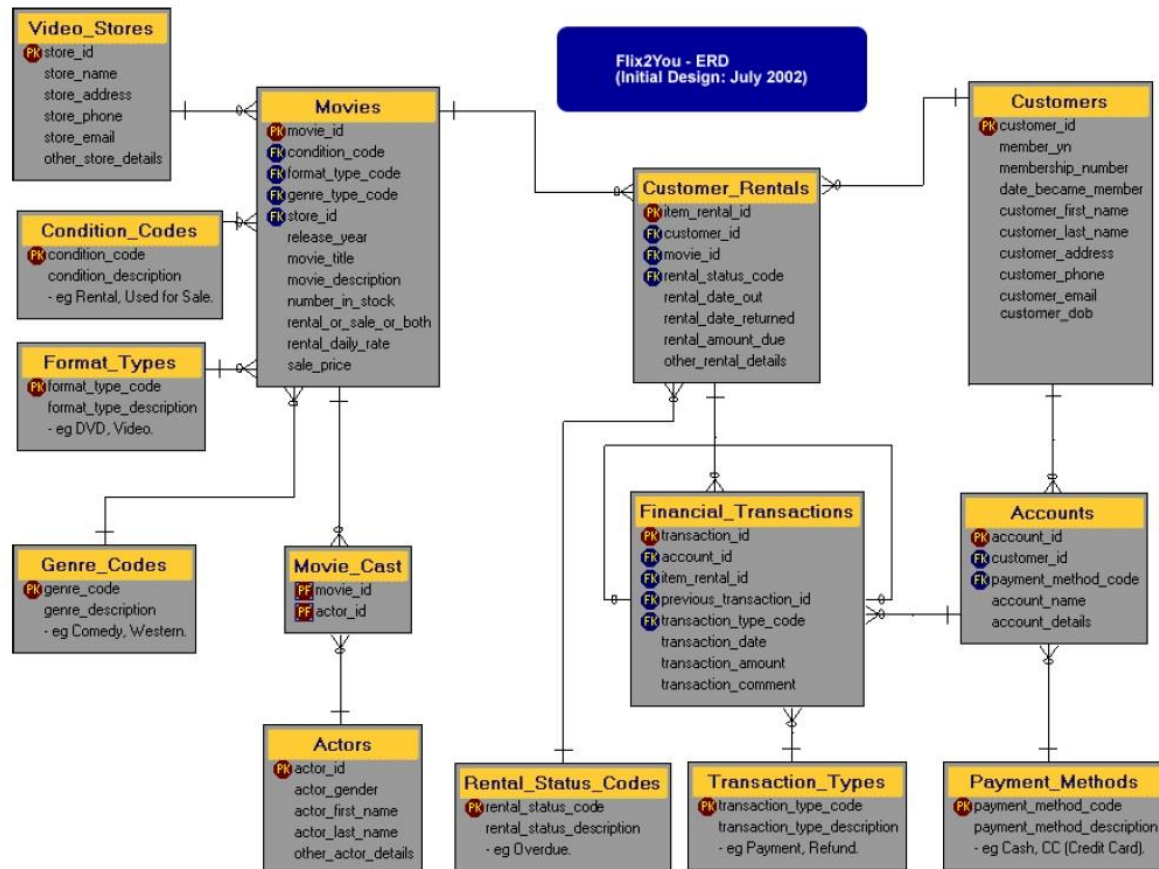 Flix2You - ERD
(Initial Design: July 2002)
Video_Stores
PK store_id
store_name
store_address
store_phone
store_email
other_store_details
Condition_Codes
PK condition_code
condition_description
- eg Rental, Used for Sale.
Format_Types
PK format_type_code
format_type_description
- eg DVD, Video.
Genre_Codes
PK genre_code
genre_description
- eg Comedy, Western.
Movies
PK movie_id
FK condition_code
FK format_type_code
FK genre_type_code
FK store_id
release_year
movie_title
movie_description
number_in_stock
rental_or_sale_or_both
rental_daily_rate
sale_price
Movie_Cast
PF movie_id
PF actor_id
Actors
PK actor_id
actor_gender
actor_first_name
actor_last_name
other_actor_details
Customer_Rentals
PK item_rental_id
FK customer_id
FK movie_id
FK rental_status_code
rental_date_out
rental_date_returned
rental_amount_due
other_rental_details
Customers
PK customer_id
member_yn
membership_number
date_became_member
customer_first_name
customer_last_name
customer_address
customer_phone
customer_email
customer_dob
Financial_Transactions
PK transaction_id
FK account_id
FK item_rental_id
FK previous_transaction_id
FK transaction_type_code
transaction_date
transaction_amount
transaction_comment
Accounts
PK account_id
FK customer_id
FK payment_method_code
account_name
account_details
Rental_Status_Codes
PK rental_status_code
rental_status_description
- eg Overdue.
Transaction_Types
PK transaction_type_code
transaction_type_description
- eg Payment, Refund.
Payment_Methods
PK payment_method_code
payment_method_description
- eg Cash, CC (Credit Card).